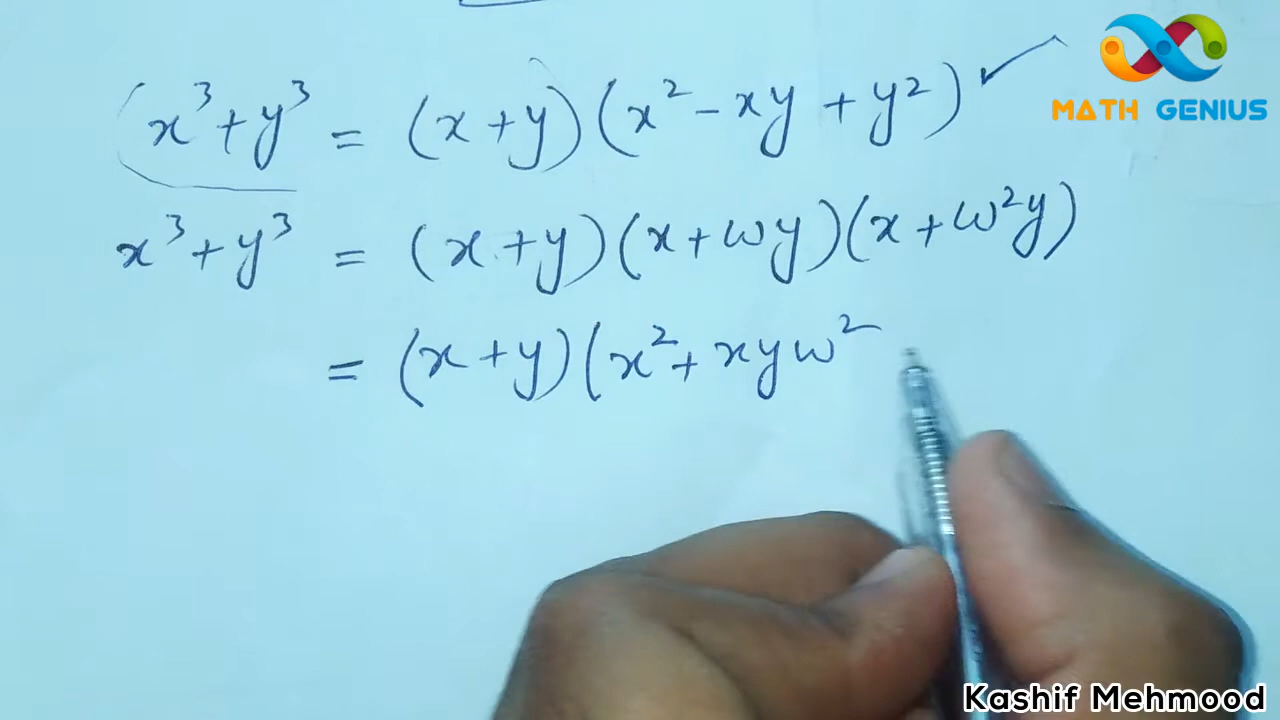 x³+y³ = (x+y)(x²-xy+y²) ✓
MATH GENIUS
x³+y³ = (x+y)(x+ωy)(x+ω²y)
= (x+y)(x²+xyω²
Kashif Mehmood